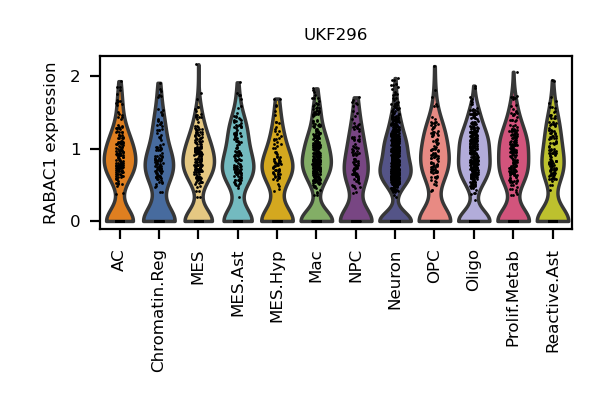 UKF296
RABAC1 expression
2
1
0
AC
Chromatin.Reg
MES
MES.Ast
MES.Hyp
Mac
NPC
Neuron
OPC
Oligo
Prolif.Metab
Reactive.Ast